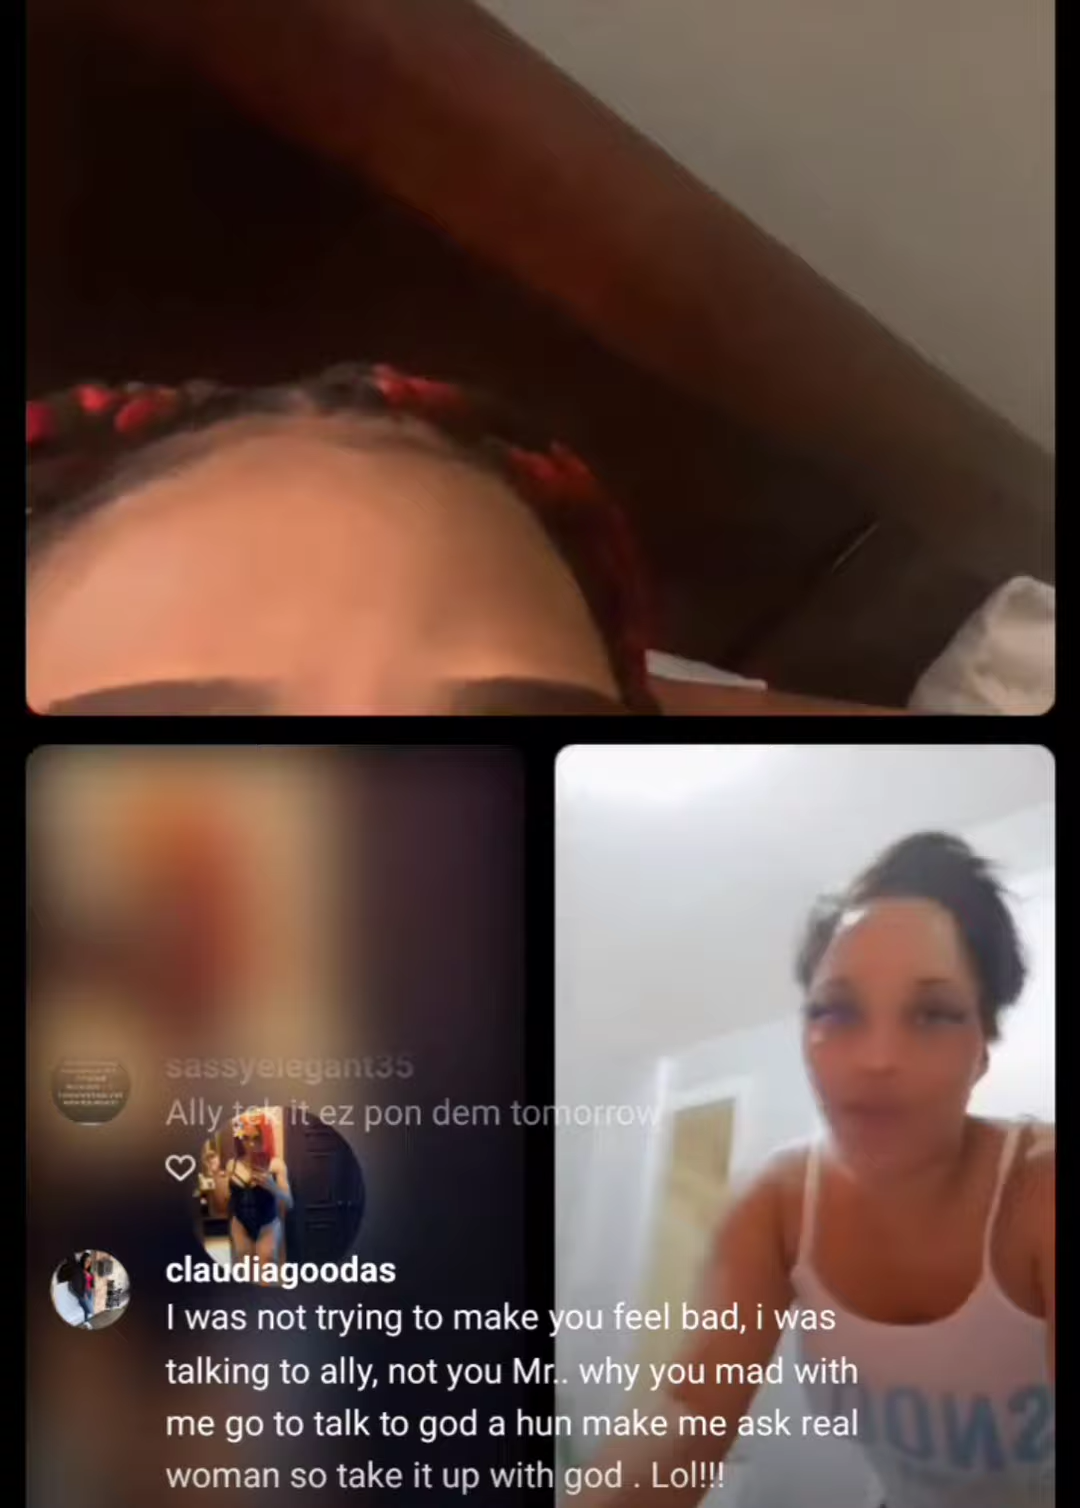 sassyelegant35
Ally tek it ez pon dem tomorrow
claudiagoodas
I was not trying to make you feel bad, i was
talking to ally, not you Mr.. why you mad with
me go to talk to god a hun make me ask real
woman so take it up with god . Lol!!!